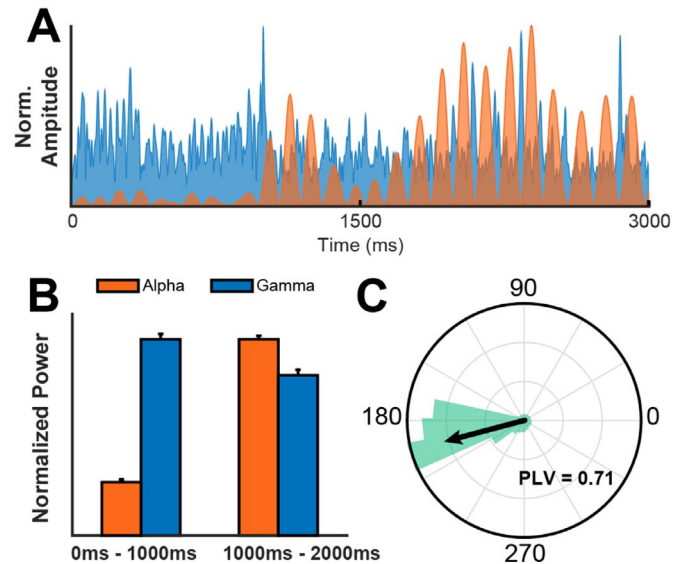 A
Norm.
Ampitude
0
1500
3000
Time (ms)
B
Alpha
Gamma
Normalized Power
0ms - 1000ms
1000ms - 2000ms
C
90
180
0
PLV = 0.71
270